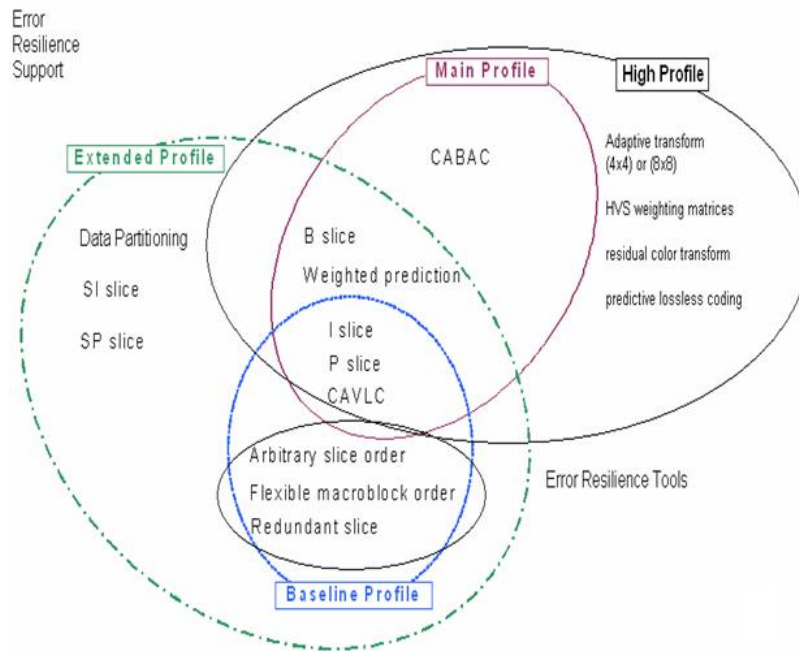 Error
Resilience
Support
Main Profile
High Profile
Extended Profile
CABAC
Adaptive transform
(4x4) or (8x8)
HVS weighting matrices
residual color transform
predictive lossless coding
Data Partitioning
SI slice
SP slice
B slice
Weighted prediction
I slice
P slice
CAVLC
Arbitrary slice order
Flexible macroblock order
Redundant slice
Error Resilience Tools
Baseline Profile